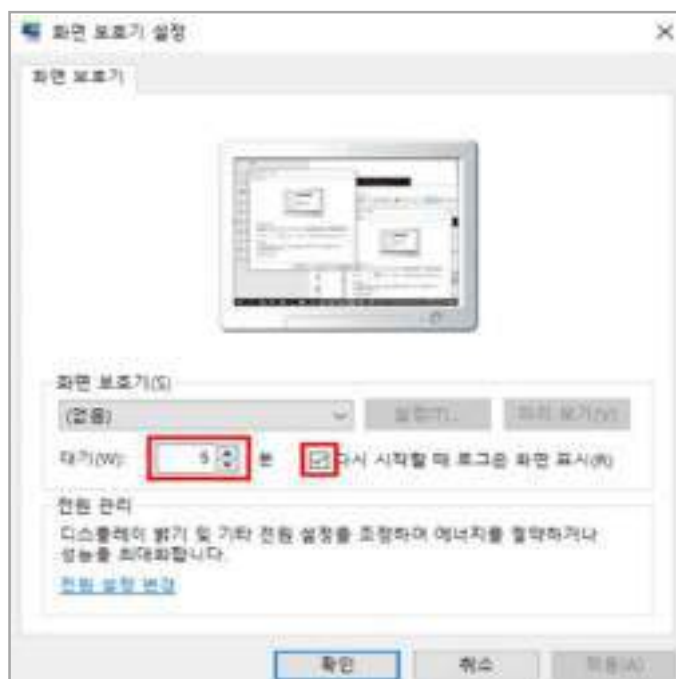 화면 보호기 설정
화면 보호기
화면 보호기(S)
(없음)
설정(T)...
미리 보기(V)
대기(W):
5
분
다시 시작할 때 로그온 화면 표시(R)
전원 관리
디스플레이 밝기 및 기타 전원 설정을 조정하여 에너지를 절약하거나
성능을 최대화합니다.
전원 설정 변경
확인
취소
적용(A)